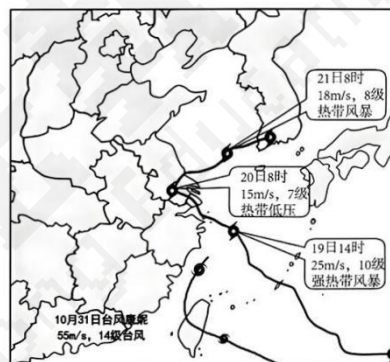 21日8时
18m/s，8级
热带风暴
20日8时
15m/s，7级
热带低压
19日14时
25m/s，10级
强热带风暴
10月31日台风康妮
55m/s，14级台风